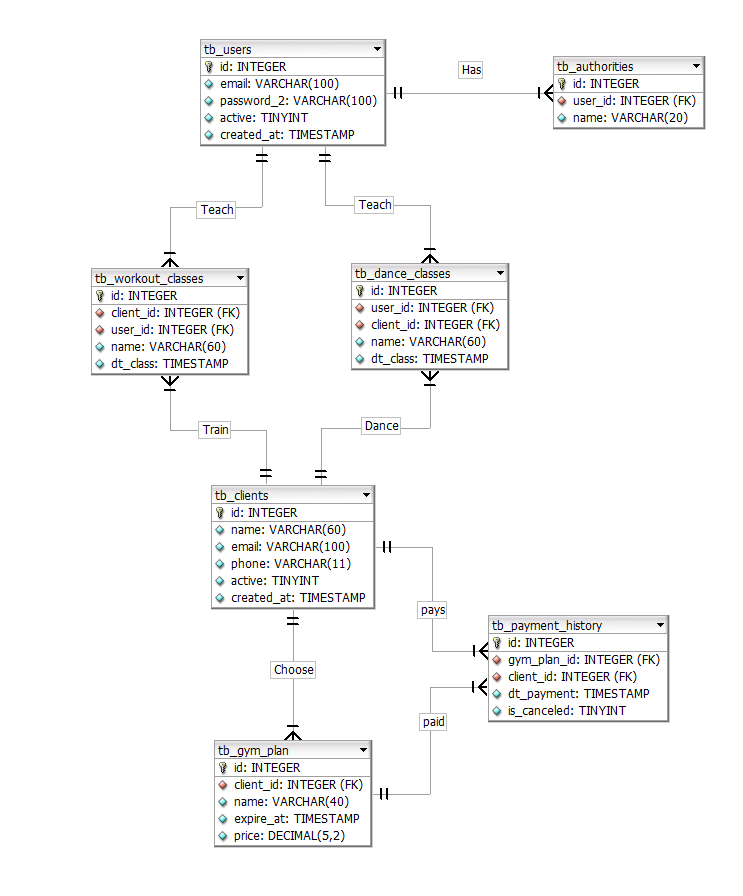 tb_users
id: INTEGER
email: VARCHAR(100)
password_2: VARCHAR(100)
active: TINYINT
created_at: TIMESTAMP
Has
tb_authorities
id: INTEGER
user_id: INTEGER (FK)
name: VARCHAR(20)
Teach
Teach
tb_workout_classes
id: INTEGER
client_id: INTEGER (FK)
user_id: INTEGER (FK)
name: VARCHAR(60)
dt_class: TIMESTAMP
tb_dance_classes
id: INTEGER
user_id: INTEGER (FK)
client_id: INTEGER (FK)
name: VARCHAR(60)
dt_class: TIMESTAMP
Train
Dance
tb_clients
id: INTEGER
name: VARCHAR(60)
email: VARCHAR(100)
phone: VARCHAR(11)
active: TINYINT
created_at: TIMESTAMP
pays
Choose
tb_payment_history
id: INTEGER
gym_plan_id: INTEGER (FK)
client_id: INTEGER (FK)
dt_payment: TIMESTAMP
is_canceled: TINYINT
paid
tb_gym_plan
id: INTEGER
client_id: INTEGER (FK)
name: VARCHAR(40)
expire_at: TIMESTAMP
price: DECIMAL(5,2)